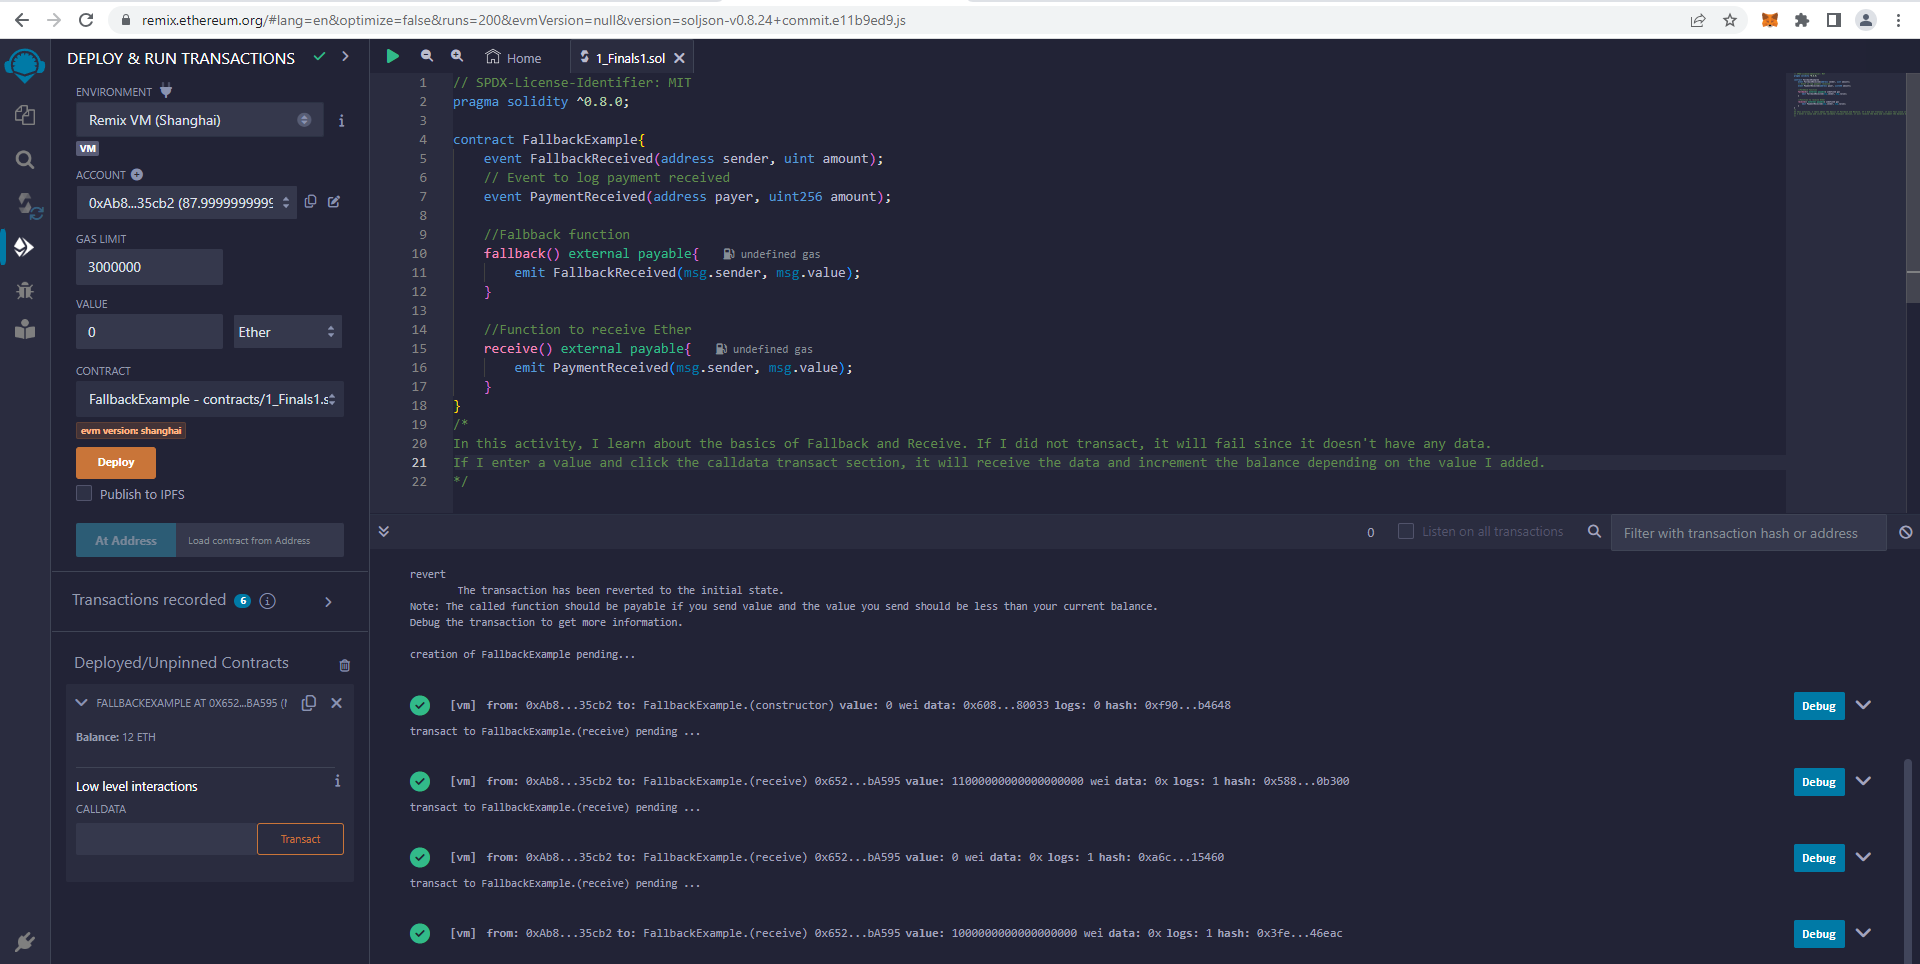 remix.ethereum.org/#lang=en&optimize=false&runs=200&evmVersion=null&version=soljson-v0.8.24+commit.e11b9ed9.js
DEPLOY & RUN TRANSACTIONS
ENVIRONMENT
Remix VM (Shanghai)
VM
ACCOUNT
0xAb8...35cb2 (87.9999999999
GAS LIMIT
3000000
VALUE
0
Ether
CONTRACT
FallbackExample - contracts/1_Finals1.s
evm version: shanghai
Deploy
Publish to IPFS
At Address
Load contract from Address
Transactions recorded 6
Deployed/Unpinned Contracts
FALLBACKEXAMPLE AT 0X652...BA595 (
Balance: 12 ETH
Low level interactions
CALLDATA
Transact
Home
1_Finals1.sol
1 // SPDX-License-Identifier: MIT
2 pragma solidity ^0.8.0;
3
4 contract FallbackExample{
5 event FallbackReceived(address sender, uint amount);
6 // Event to log payment received
7 event PaymentReceived(address payer, uint256 amount);
8
9 //Falbback function
10 fallback() external payable{ undefined gas
11 emit FallbackReceived(msg.sender, msg.value);
12 }
13
14 //Function to receive Ether
15 receive() external payable{ undefined gas
16 emit PaymentReceived(msg.sender, msg.value);
17 }
18 }
19 /*
20 In this activity, I learn about the basics of Fallback and Receive. If I did not transact, it will fail since it doesn't have any data.
21 If I enter a value and click the calldata transact section, it will receive the data and increment the balance depending on the value I added.
22 */
0
Listen on all transactions
Filter with transaction hash or address
revert
The transaction has been reverted to the initial state.
Note: The called function should be payable if you send value and the value you send should be less than your current balance.
Debug the transaction to get more information.
creation of FallbackExample pending...
[vm] from: 0xAb8...35cb2 to: FallbackExample.(constructor) value: 0 wei data: 0x608...80033 logs: 0 hash: 0xf90...b4648
Debug
transact to FallbackExample.(receive) pending ...
[vm] from: 0xAb8...35cb2 to: FallbackExample.(receive) 0x652...bA595 value: 11000000000000000000 wei data: 0x logs: 1 hash: 0x588...0b300
Debug
transact to FallbackExample.(receive) pending ...
[vm] from: 0xAb8...35cb2 to: FallbackExample.(receive) 0x652...bA595 value: 0 wei data: 0x logs: 1 hash: 0xa6c...15460
Debug
transact to FallbackExample.(receive) pending ...
[vm] from: 0xAb8...35cb2 to: FallbackExample.(receive) 0x652...bA595 value: 1000000000000000000 wei data: 0x logs: 1 hash: 0x3fe...46eac
Debug